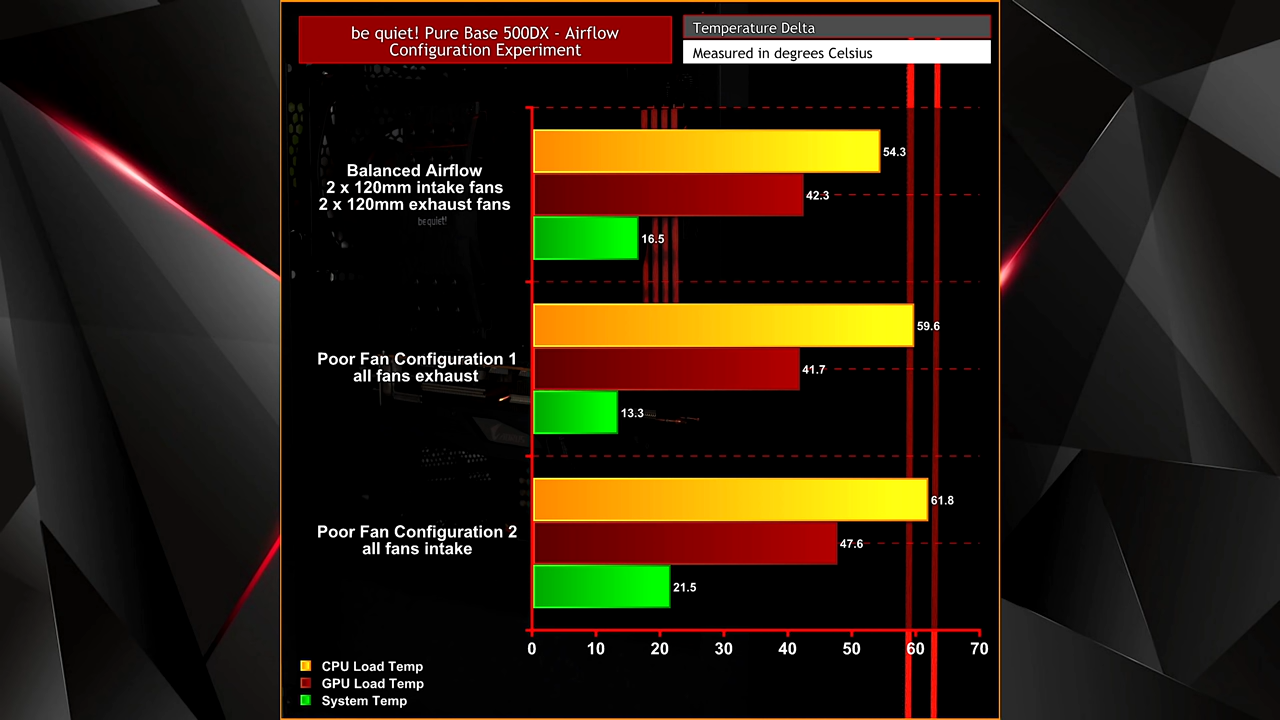 be quiet! Pure Base 500DX - Airflow
Configuration Experiment
Temperature Delta
Measured in degrees Celsius
Balanced Airflow
2 x 120mm intake fans
2 x 120mm exhaust fans
be quiet!
54.3
42.3
16.5
Poor Fan Configuration 1
all fans exhaust
59.6
41.7
13.3
Poor Fan Configuration 2
all fans intake
61.8
47.6
21.5
0 10 20 30 40 50 60 70
CPU Load Temp
GPU Load Temp
System Temp